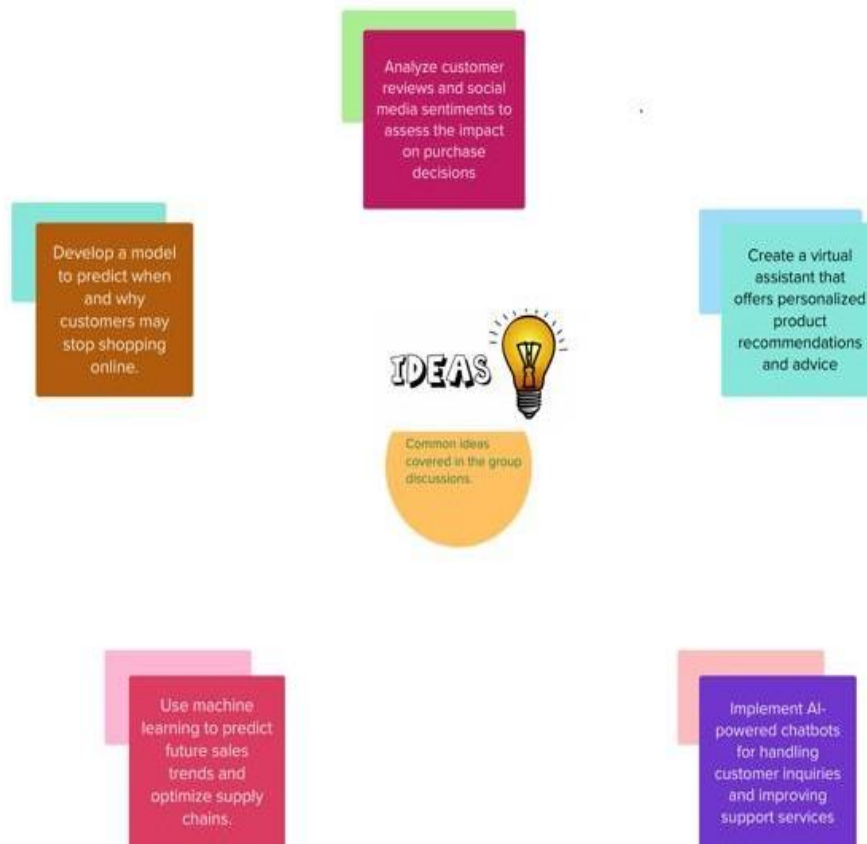 Analyze customer
reviews and social
media sentiments to
assess the impact
on purchase
decisions
Develop a model
to predict when
and why
customers may
stop shopping
online.
Create a virtual
assistant that
offers personalized
product
recommendations
and advice
IDEAS
Common ideas
covered in the group
discussions.
Use machine
learning to predict
future sales
trends and
optimize supply
chains.
Implement AI-
powered chatbots
for handling
customer inquiries
and improving
support services